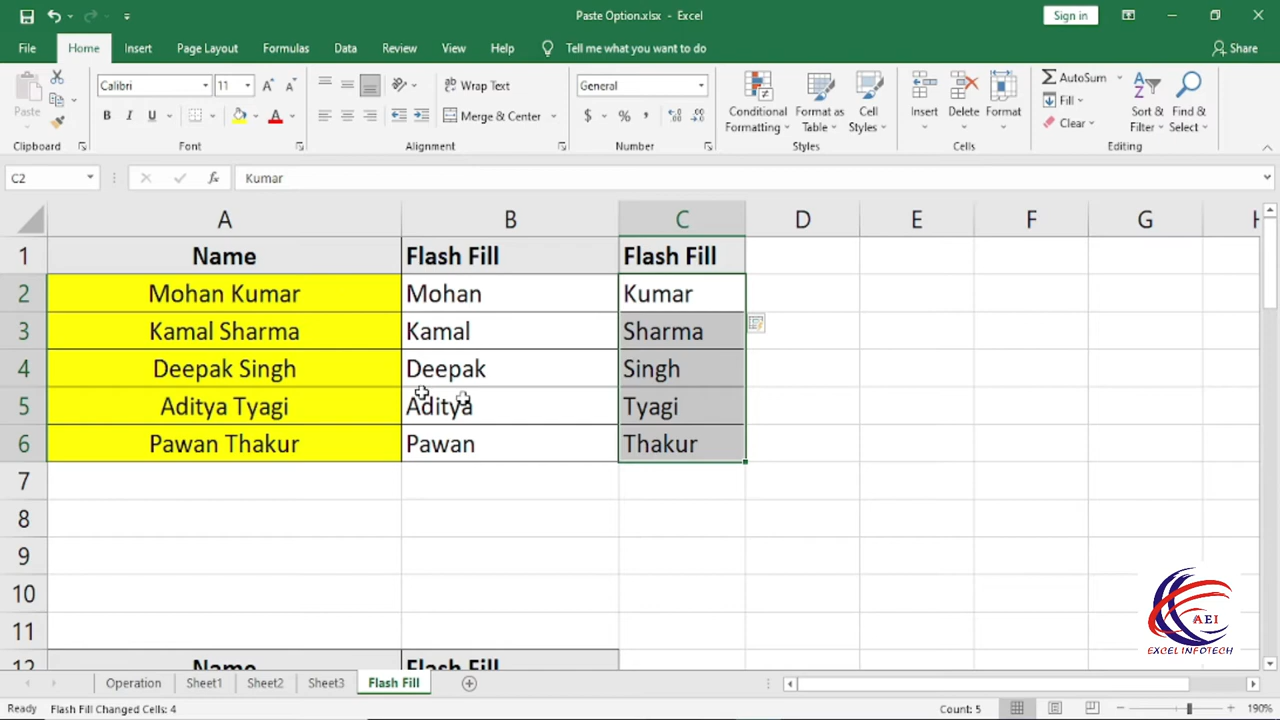 Paste Option.xlsx - Excel
Sign in
File Home Insert Page Layout Formulas Data Review View Help Tell me what you want to do Share
Paste
Calibri 11
B I U
Wrap Text
Merge & Center
General
$ % ,
Conditional Formatting
Format as Table
Cell Styles
Insert
Delete
Format
AutoSum
Fill
Clear
Sort & Filter
Find & Select
Clipboard Font Alignment Number Styles Cells Editing
C2 fx Kumar
A B C D E F G H
1 Name Flash Fill Flash Fill
2 Mohan Kumar Mohan Kumar
3 Kamal Sharma Kamal Sharma
4 Deepak Singh Deepak Singh
5 Aditya Tyagi Aditya Tyagi
6 Pawan Thakur Pawan Thakur
7
8
9
10
11
12 Name Flash Fill
AEI
EXCEL INFOTECH
Operation Sheet1 Sheet2 Sheet3 Flash Fill
Ready Flash Fill Changed Cells: 4 Count: 5 190%